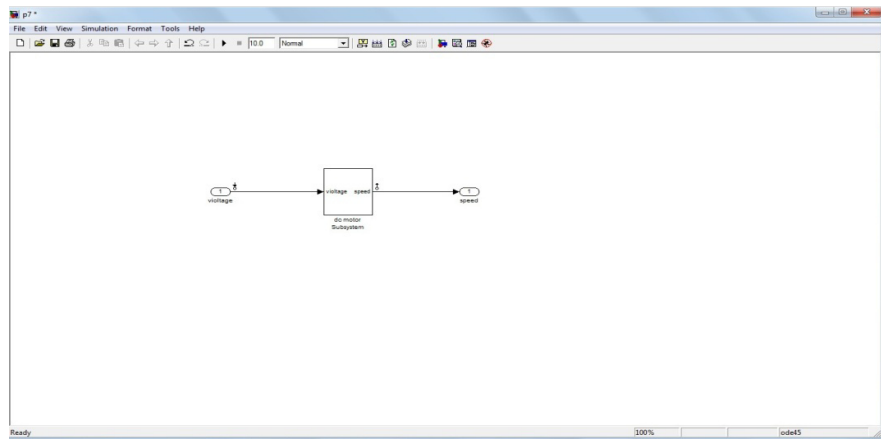 p7 *
File Edit View Simulation Format Tools Help
10.0 Normal
1
violtage
violtage speed
dc motor
Subsystem
1
speed
Ready 100% ode45